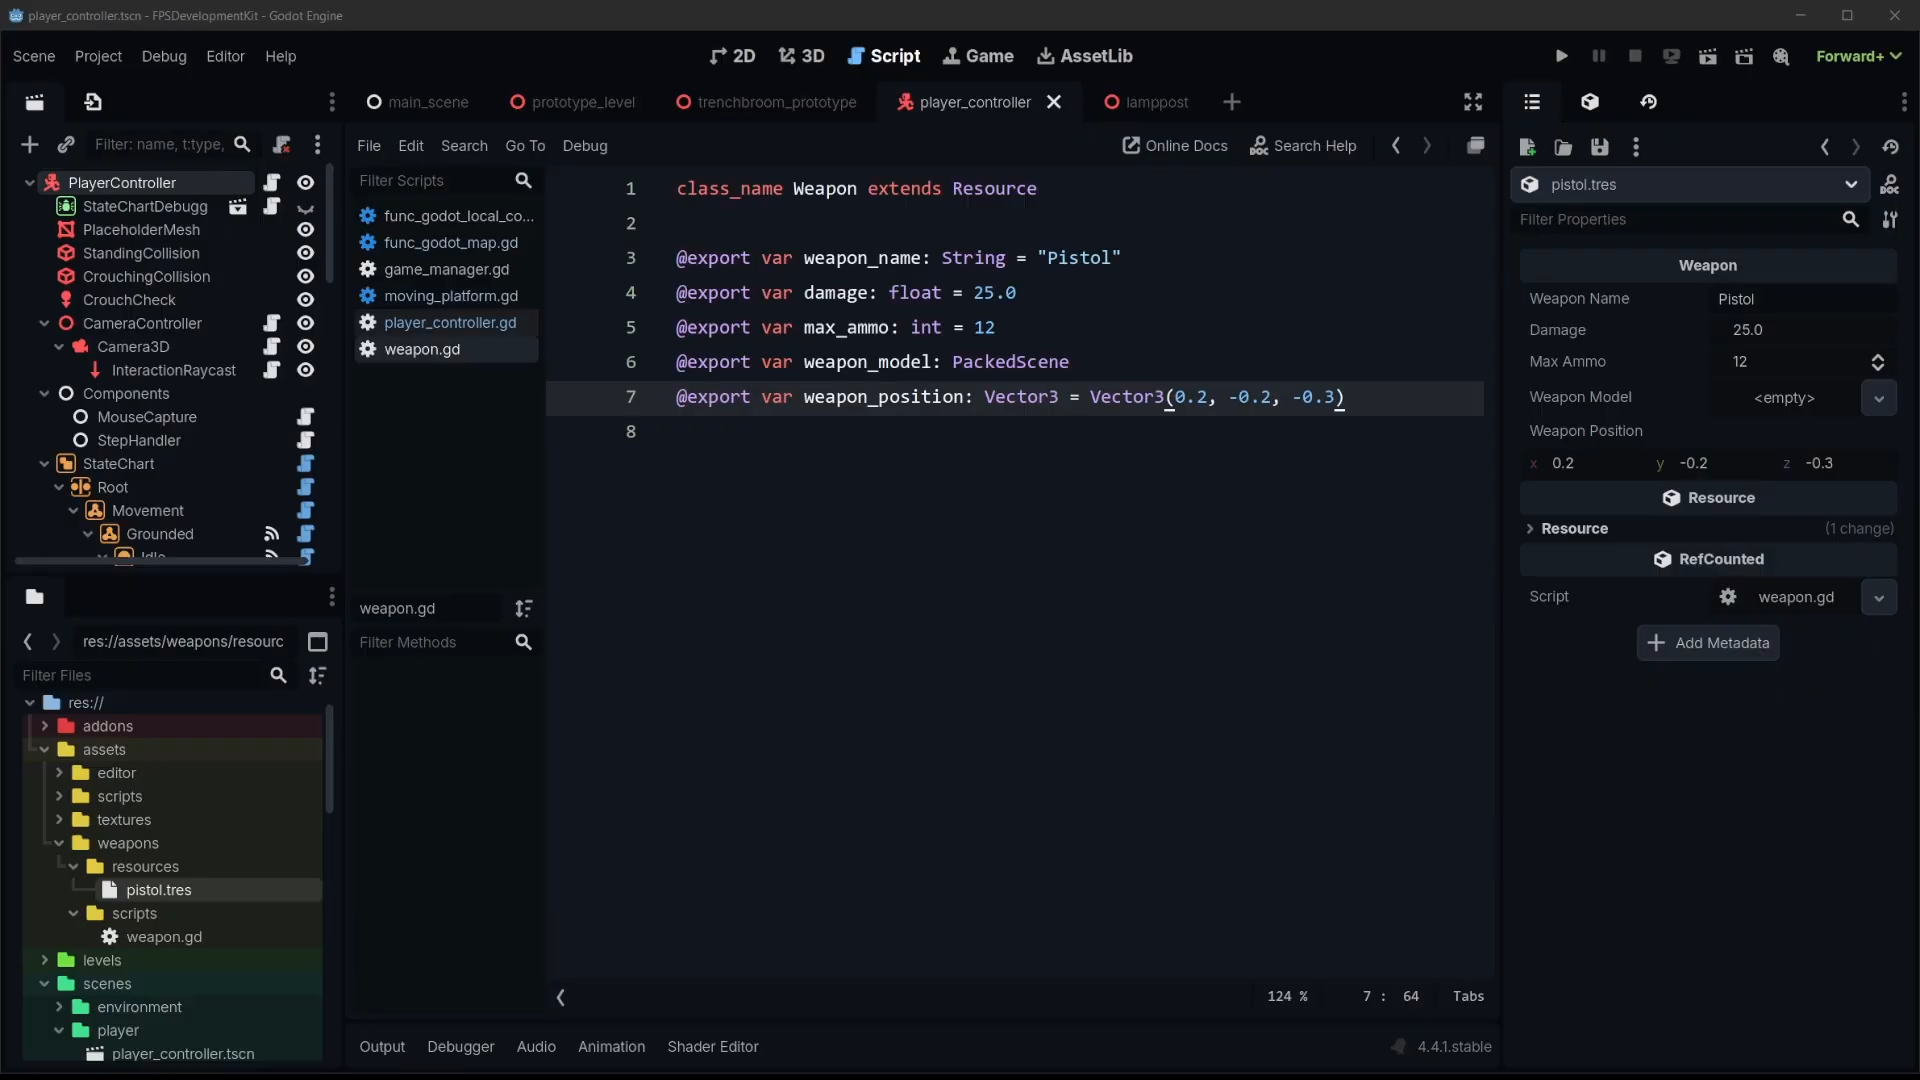 player_controller.tscn - FPSDevelopmentKit - Godot Engine
Scene Project Debug Editor Help
2D 3D Script Game AssetLib
Forward+
main_scene prototype_level trenchbroom_prototype player_controller lamppost
Filter: name, t:type,
PlayerController
StateChartDebugg
PlaceholderMesh
StandingCollision
CrouchingCollision
CrouchCheck
CameraController
Camera3D
InteractionRaycast
Components
MouseCapture
StepHandler
StateChart
Root
Movement
Grounded
Idle
res://assets/weapons/resourc
Filter Files
res://
addons
assets
editor
scripts
textures
weapons
resources
pistol.tres
scripts
weapon.gd
levels
scenes
environment
player
player_controller.tscn
File Edit Search Go To Debug
Online Docs Search Help
Filter Scripts
func_godot_local_co...
func_godot_map.gd
game_manager.gd
moving_platform.gd
player_controller.gd
weapon.gd
weapon.gd
Filter Methods
1 class_name Weapon extends Resource
2
3 @export var weapon_name: String = "Pistol"
4 @export var damage: float = 25.0
5 @export var max_ammo: int = 12
6 @export var weapon_model: PackedScene
7 @export var weapon_position: Vector3 = Vector3(0.2, -0.2, -0.3)
8
124 % 7 : 64 Tabs
Output Debugger Audio Animation Shader Editor
4.4.1.stable
pistol.tres
Filter Properties
Weapon
Weapon Name Pistol
Damage 25.0
Max Ammo 12
Weapon Model <empty>
Weapon Position
x 0.2 y -0.2 z -0.3
Resource
Resource (1 change)
RefCounted
Script weapon.gd
Add Metadata